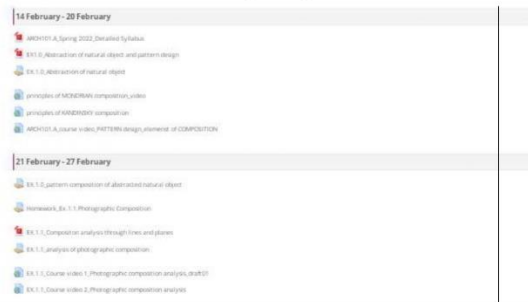 14 February - 20 February
ARCH101.A_Spring 2022_Detailed Syllabus
EX1.0_Abstraction of natural object and pattern design
EX.1.0_Abstraction of natural object
principles of MONDRIAN composition_video
principles of KANDINSKY composition
ARCH101.A_course video_PATTERN design_elements of COMPOSITION
21 February - 27 February
EX.1.0_pattern composition of abstracted natural object
Homework_Ex.1.1.Photographic Composition
EX.1.1_Composition analysis through lines and planes
EX.1.1_analysis of photographic composition
EX.1.1_Course video 1_Photographic composition analysis_draft01
EX.1.1_Course video 2_Photographic composition analysis